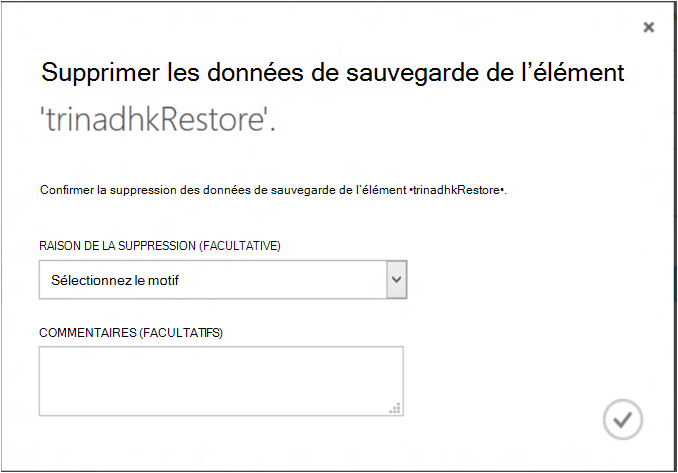 Supprimer les données de sauvegarde de l’élément
'trinadhkRestore'.
Confirmer la suppression des données de sauvegarde de l’élément •trinadhkRestore•.
RAISON DE LA SUPPRESSION (FACULTATIVE)
Sélectionnez le motif
COMMENTAIRES (FACULTATIFS)